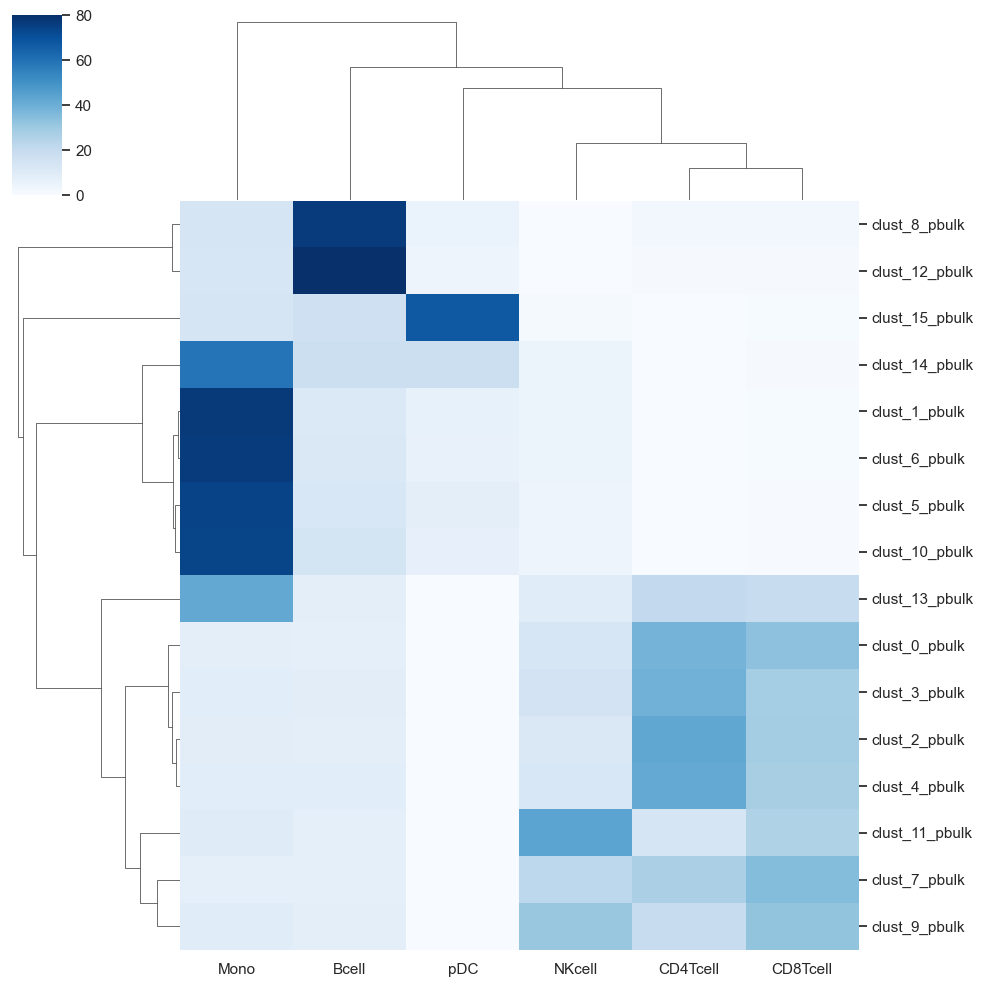 80
60
40
20
0
clust_8_pbulk
clust_12_pbulk
clust_15_pbulk
clust_14_pbulk
clust_1_pbulk
clust_6_pbulk
clust_5_pbulk
clust_10_pbulk
clust_13_pbulk
clust_0_pbulk
clust_3_pbulk
clust_2_pbulk
clust_4_pbulk
clust_11_pbulk
clust_7_pbulk
clust_9_pbulk
Mono Bcell pDC NKcell CD4Tcell CD8Tcell